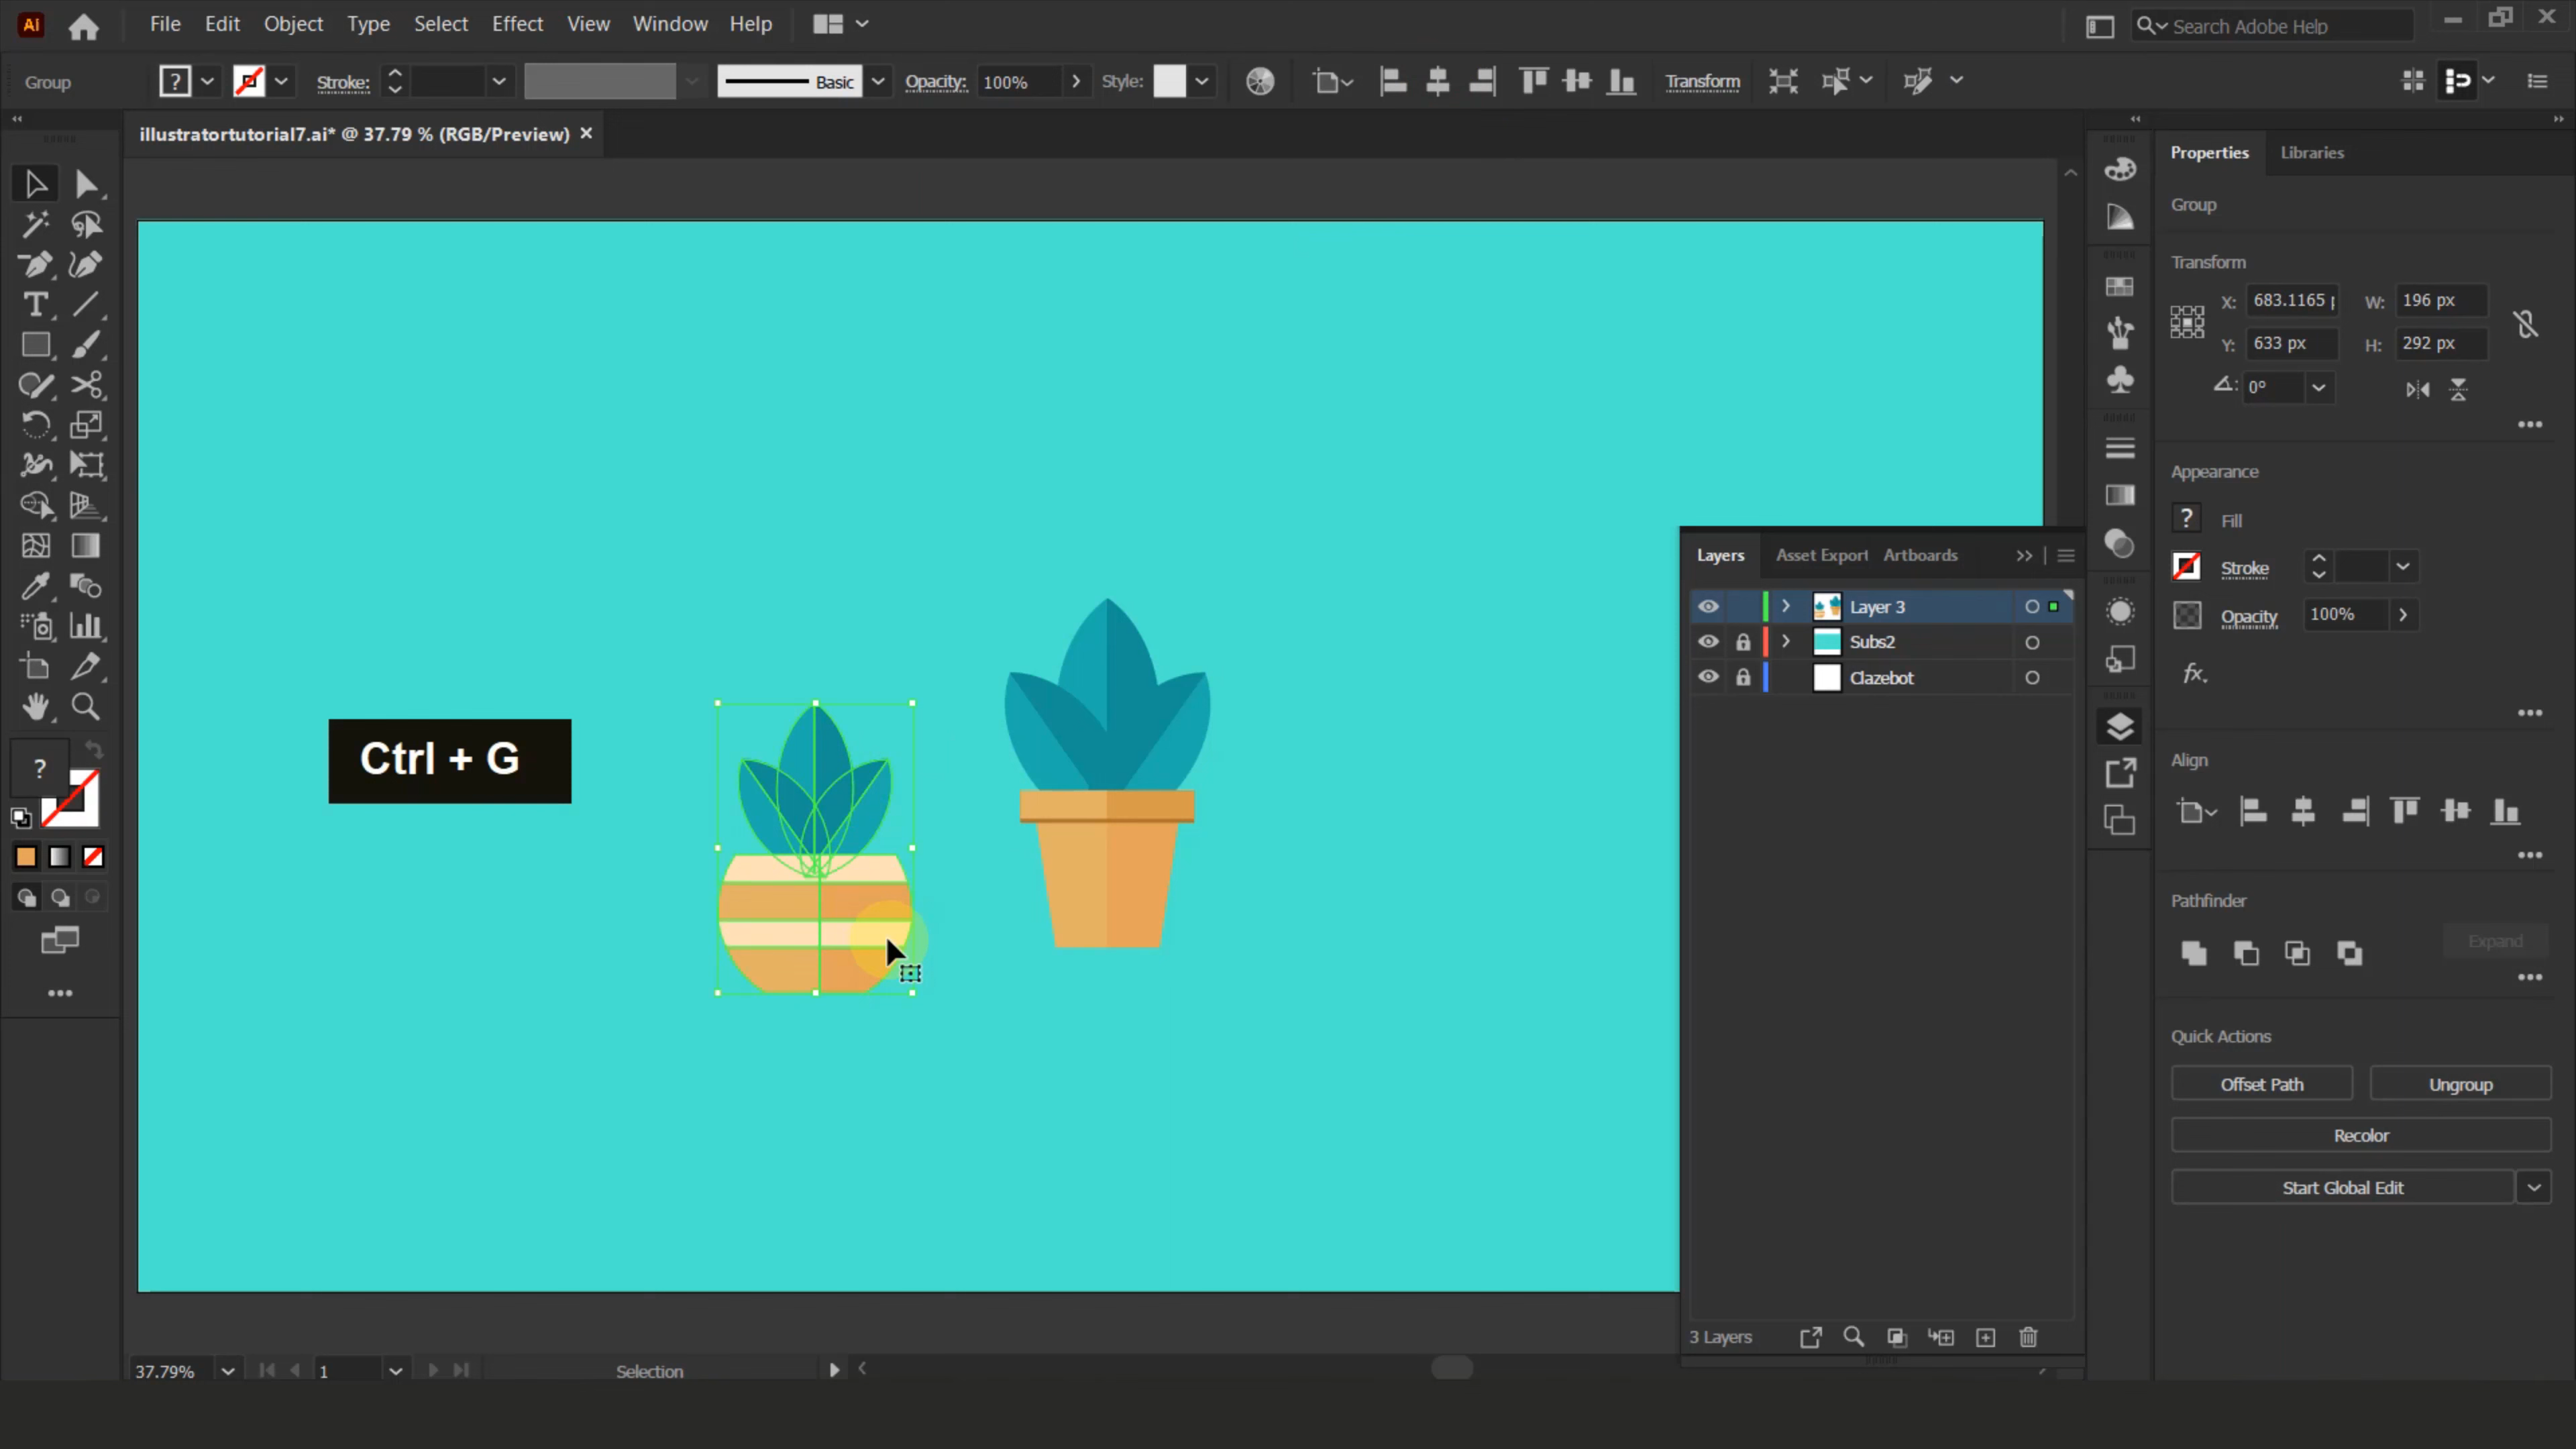 Ai File Edit Object Type Select Effect View Window Help Search Adobe Help
Group ? Stroke: Basic Opacity: 100% Style: Transform
illustratortutorial7.ai* @ 37.79 % (RGB/Preview) ×
Properties Libraries
Group
Transform
X: 683.1165 p W: 196 px
Y: 633 px H: 292 px
0°
Appearance
? Fill
Stroke
Opacity 100%
fx.
Align
Pathfinder
Expand
Quick Actions
Offset Path Ungroup
Recolor
Start Global Edit
Layers Asset Export Artboards
Layer 3
Subs2
Clazebot
3 Layers
Ctrl + G
?
37.79% 1 Selection